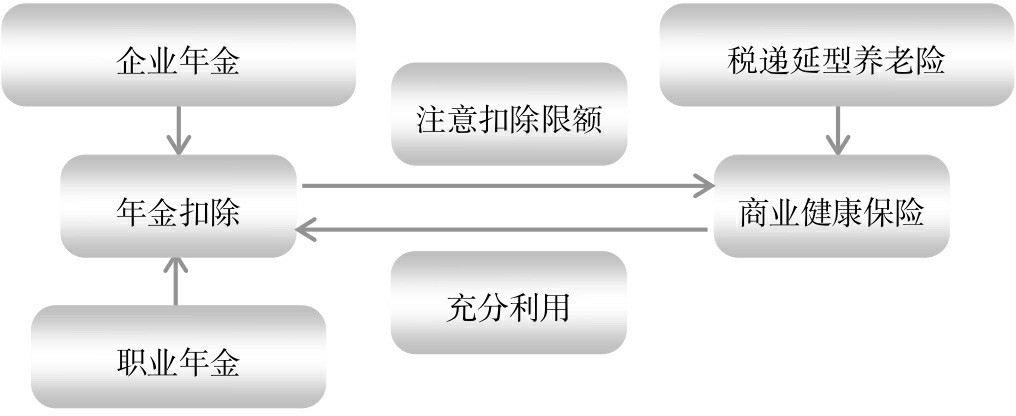 企业年金
税递延型养老险
注意扣除限额
年金扣除
商业健康保险
充分利用
职业年金